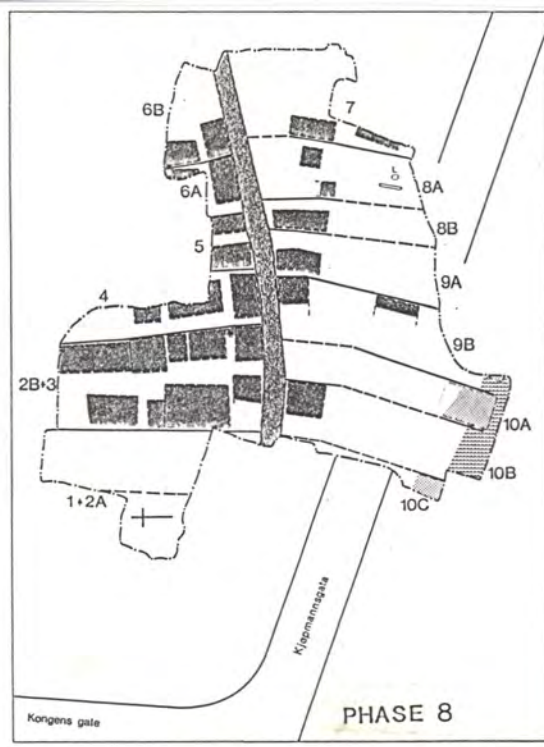 6B
7
6A
L
O
8A
8B
5
9A
4
9B
2B+3
10A
10B
10C
1+2A
Kjøpmannsgata
PHASE 8
Kongens gate